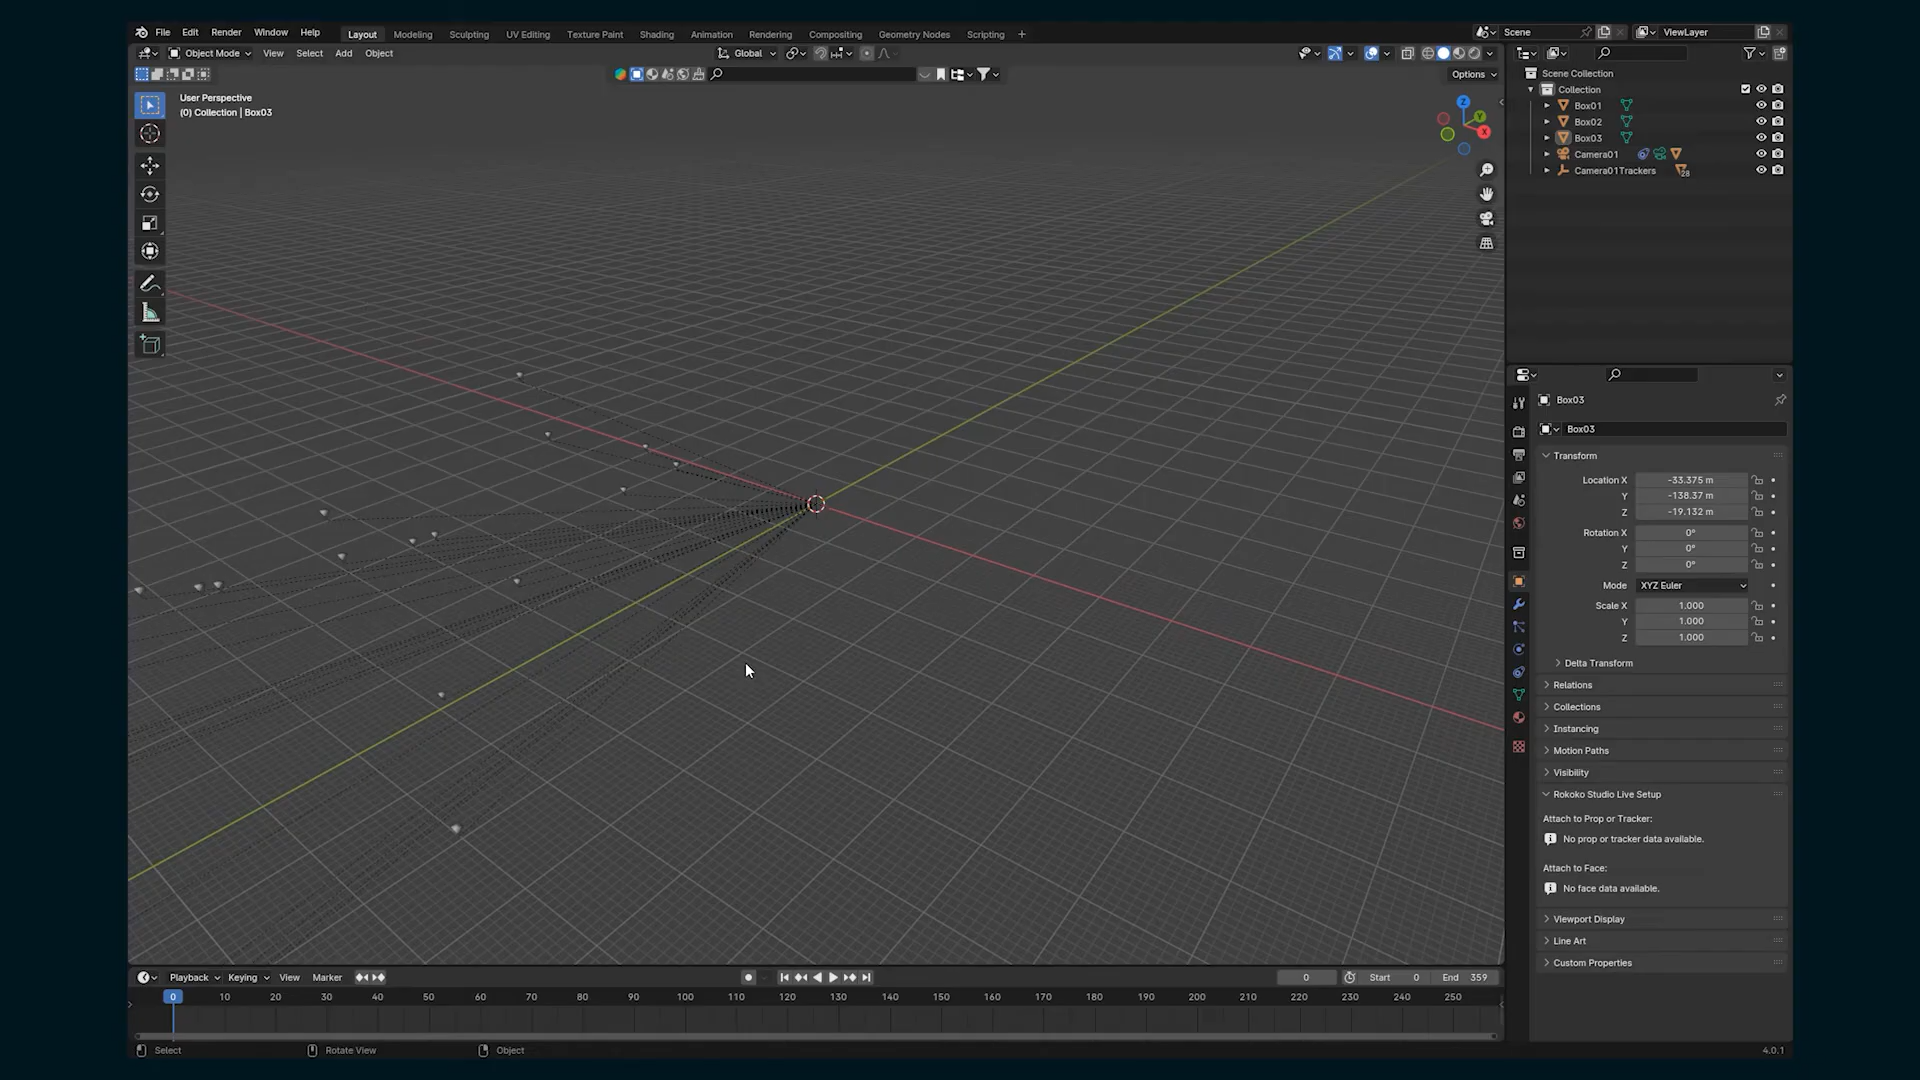 File Edit Render Window Help Layout Modeling Sculpting UV Editing Texture Paint Shading Animation Rendering Compositing Geometry Nodes Scripting + Scene ViewLayer
Object Mode View Select Add Object Global
Options
User Perspective
(0) Collection | Box03
Z
Y
X
Scene Collection
Collection
Box01
Box02
Box03
Camera01
Camera01Trackers 28
Box03
Box03
Transform
Location X -33.375 m
Y -138.37 m
Z -19.132 m
Rotation X 0°
Y 0°
Z 0°
Mode XYZ Euler
Scale X 1.000
Y 1.000
Z 1.000
Delta Transform
Relations
Collections
Instancing
Motion Paths
Visibility
Rokoko Studio Live Setup
Attach to Prop or Tracker:
No prop or tracker data available.
Attach to Face:
No face data available.
Viewport Display
Line Art
Custom Properties
Playback Keying View Marker 0 Start 0 End 359
0 10 20 30 40 50 60 70 80 90 100 110 120 130 140 150 160 170 180 190 200 210 220 230 240 250
Select Rotate View Object 4.0.1